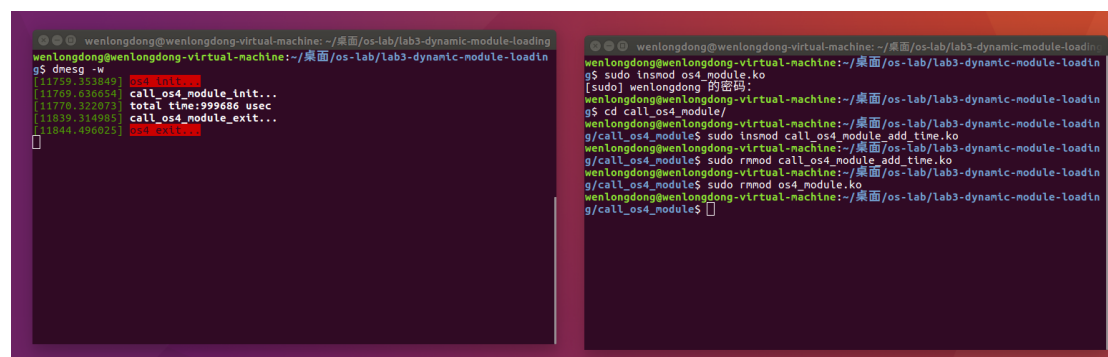 wenlongdong@wenlongdong-virtual-machine: ~/桌面/os-lab/lab3-dynamic-module-loading
wenlongdong@wenlongdong-virtual-machine:~/桌面/os-lab/lab3-dynamic-module-loadin
g$ dmesg -w
[11759.353849] os4 init...
[11769.636654] call_os4_module_init...
[11770.322073] total time:999686 usec
[11839.314985] call_os4_module_exit...
[11844.496025] os4 exit...
wenlongdong@wenlongdong-virtual-machine: ~/桌面/os-lab/lab3-dynamic-module-loading
wenlongdong@wenlongdong-virtual-machine:~/桌面/os-lab/lab3-dynamic-module-loadin
g$ sudo insmod os4_module.ko
[sudo] wenlongdong 的密码：
wenlongdong@wenlongdong-virtual-machine:~/桌面/os-lab/lab3-dynamic-module-loadin
g$ cd call_os4_module/
wenlongdong@wenlongdong-virtual-machine:~/桌面/os-lab/lab3-dynamic-module-loadin
g/call_os4_module$ sudo insmod call_os4_module_add_time.ko
wenlongdong@wenlongdong-virtual-machine:~/桌面/os-lab/lab3-dynamic-module-loadin
g/call_os4_module$ sudo rmmod call_os4_module_add_time.ko
wenlongdong@wenlongdong-virtual-machine:~/桌面/os-lab/lab3-dynamic-module-loadin
g/call_os4_module$ sudo rmmod os4_module.ko
wenlongdong@wenlongdong-virtual-machine:~/桌面/os-lab/lab3-dynamic-module-loadin
g/call_os4_module$